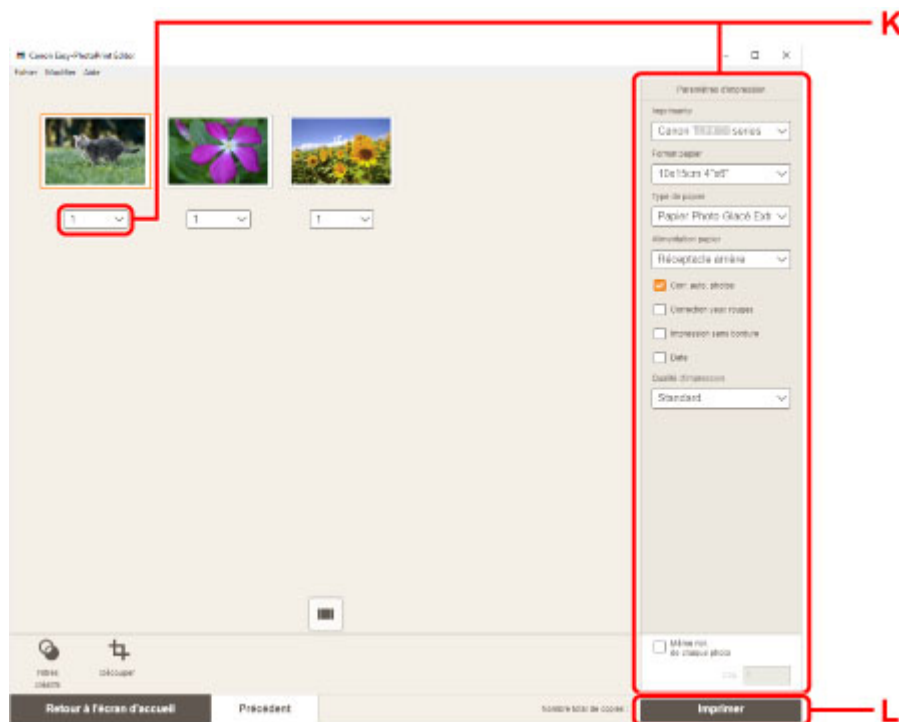 K
Canon Easy-PhotoPrint Editor
Fichier Modifier Aide
Paramètres d'impression
Imprimante
Canon series
Format papier
10x15cm 4"x6"
Type de papier
Papier Photo Glacé Ext
Alimentation papier
Réceptacle arrière
Corr. auto. photos
Correction yeux rouges
Impression sans bordure
Date
Qualité d'impression
Standard
1
1
1
Filtres créatifs
Découper
Même nbr.
de chaque photo
Retour à l'écran d'accueil
Précédent
Nombre total de copies :
Imprimer
L